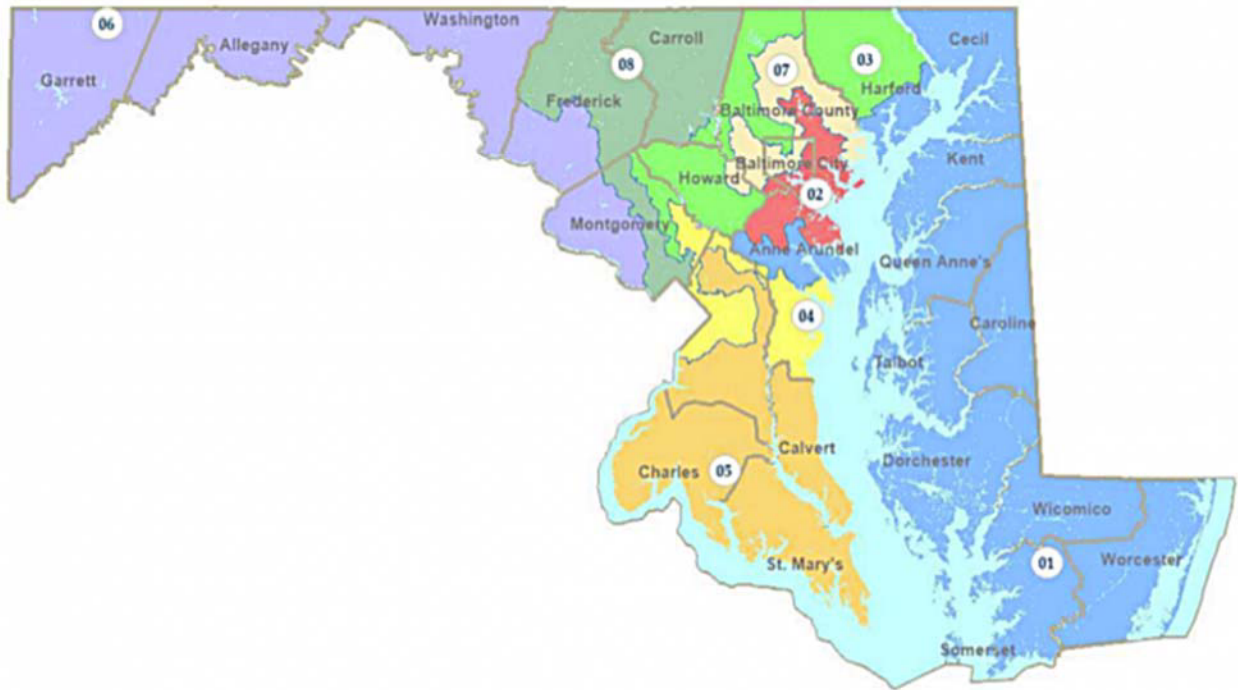 06
Washington
Cecil
Allegany
Carroll
03
Garrett
08
07
Harford
Frederick
Baltimore County
Baltimore City
Kent
Howard
02
Montgomery
Anne Arundel
Queen Anne's
04
Caroline
Talbot
Calvert
Dorchester
Charles
05
Wicomico
St. Mary's
01
Worcester
Somerset